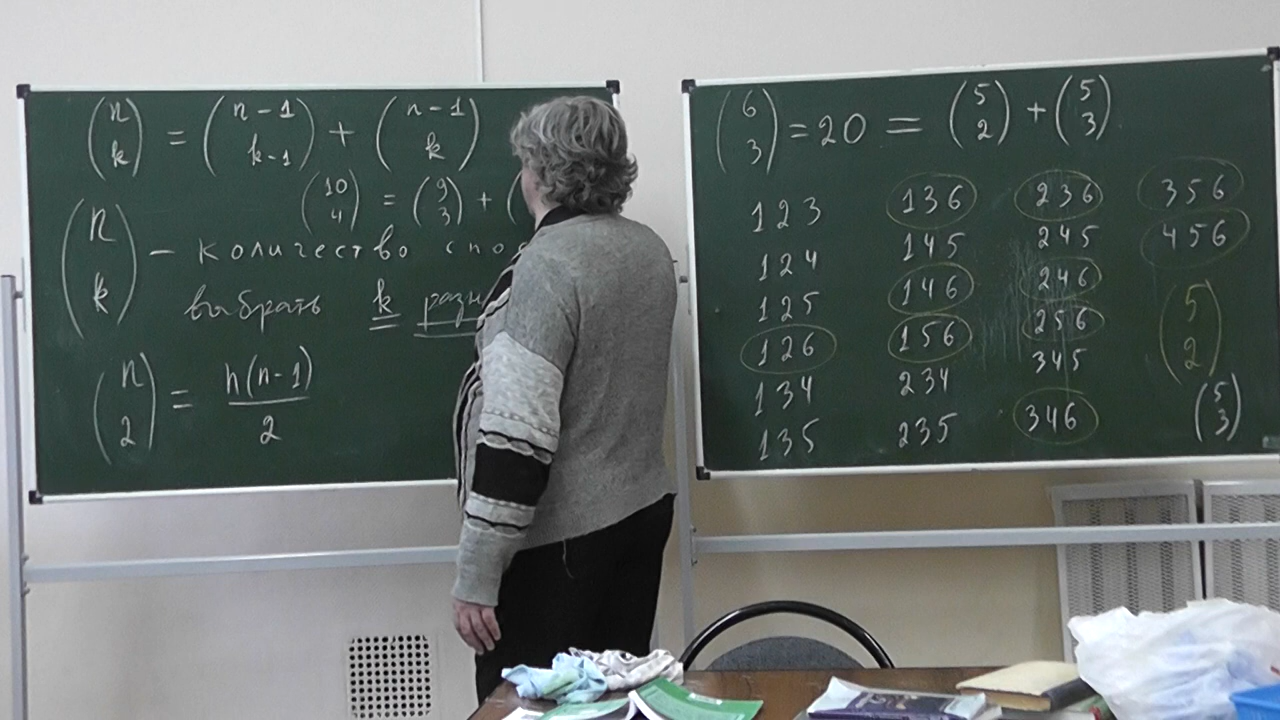 (n k) = (n-1 k-1) + (n-1 k)
(10 4) = (9 3) + (
(n k) – количество
выбрать k
(n 2) = n(n-1) / 2
(6 3) = 20 = (5 2) + (5 3)
123 136 236 356
124 145 245 456
125 146 246
126 156 256
134 234 345
135 235 346
(5 2)
(5 3)